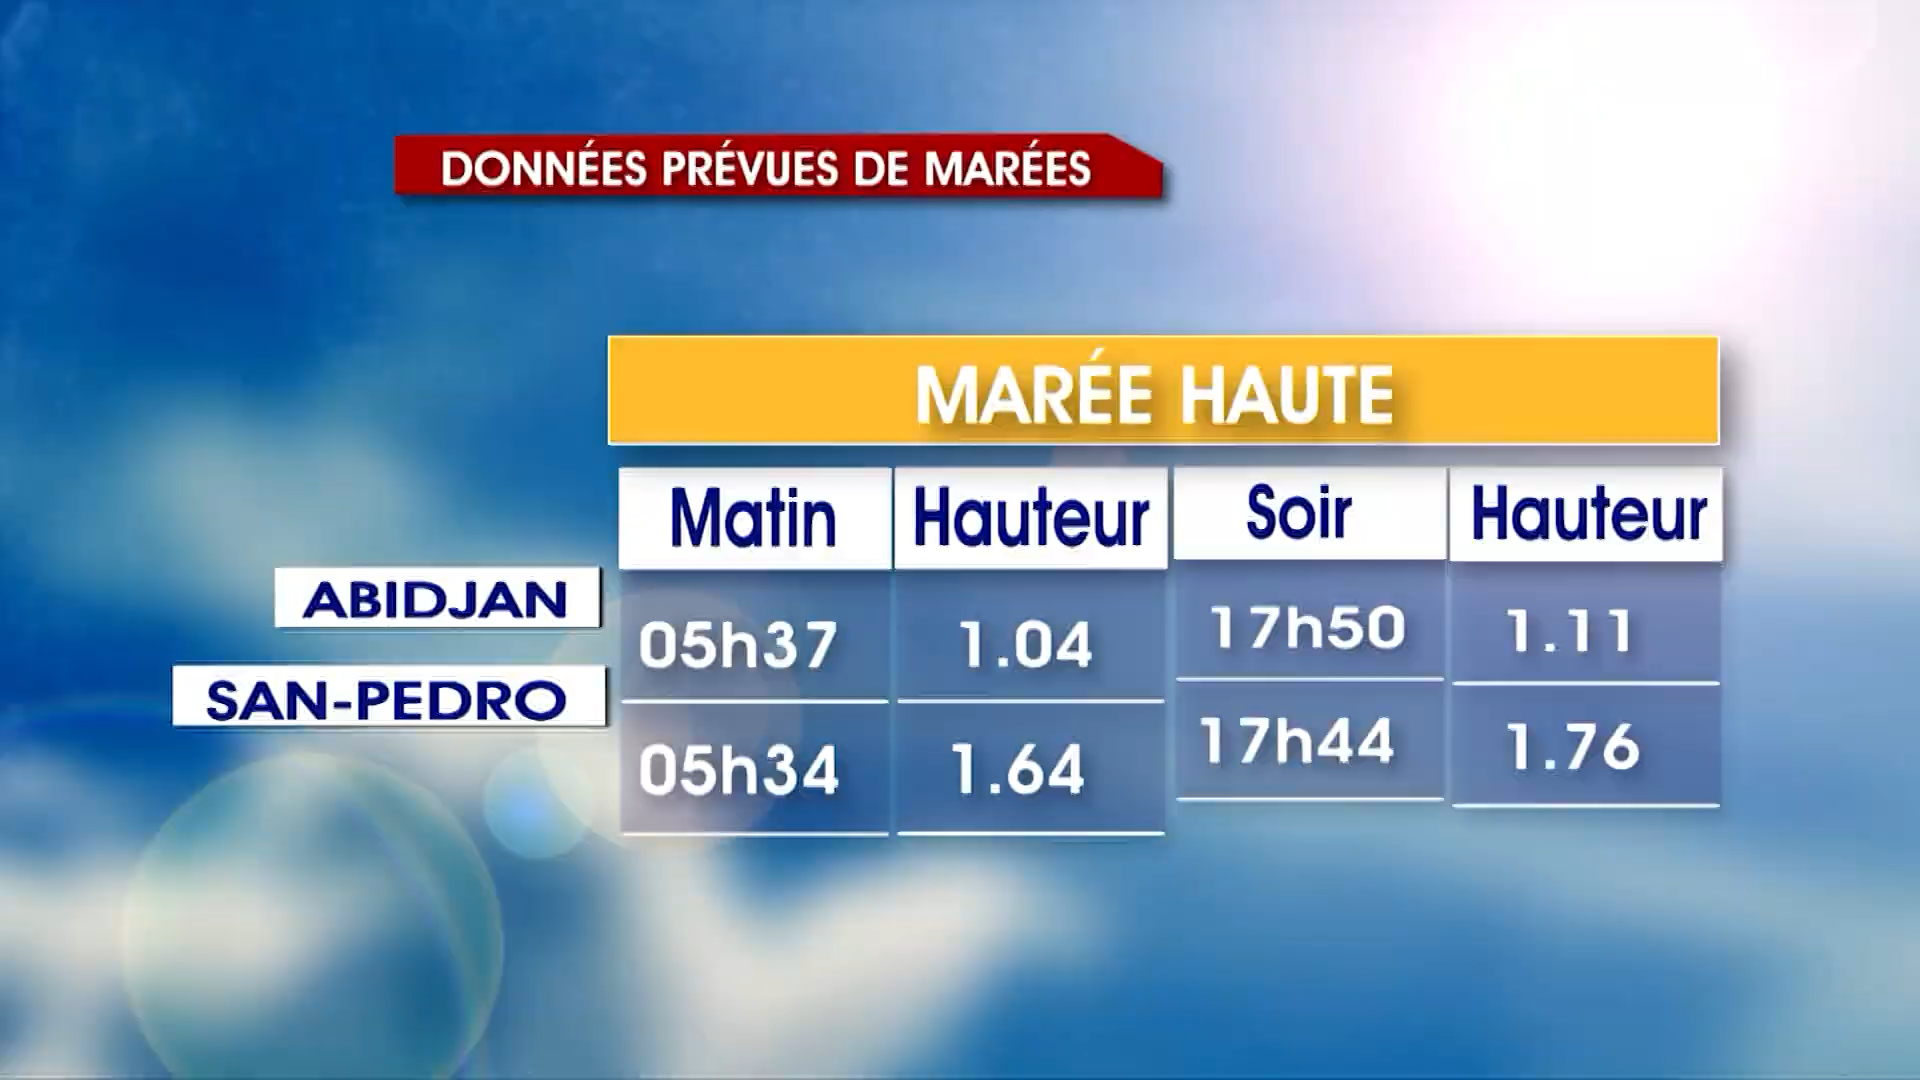 DONNÉES PRÉVUES DE MARÉES
MARÉE HAUTE
Matin Hauteur Soir Hauteur
ABIDJAN 05h37 1.04 17h50 1.11
SAN-PEDRO 05h34 1.64 17h44 1.76